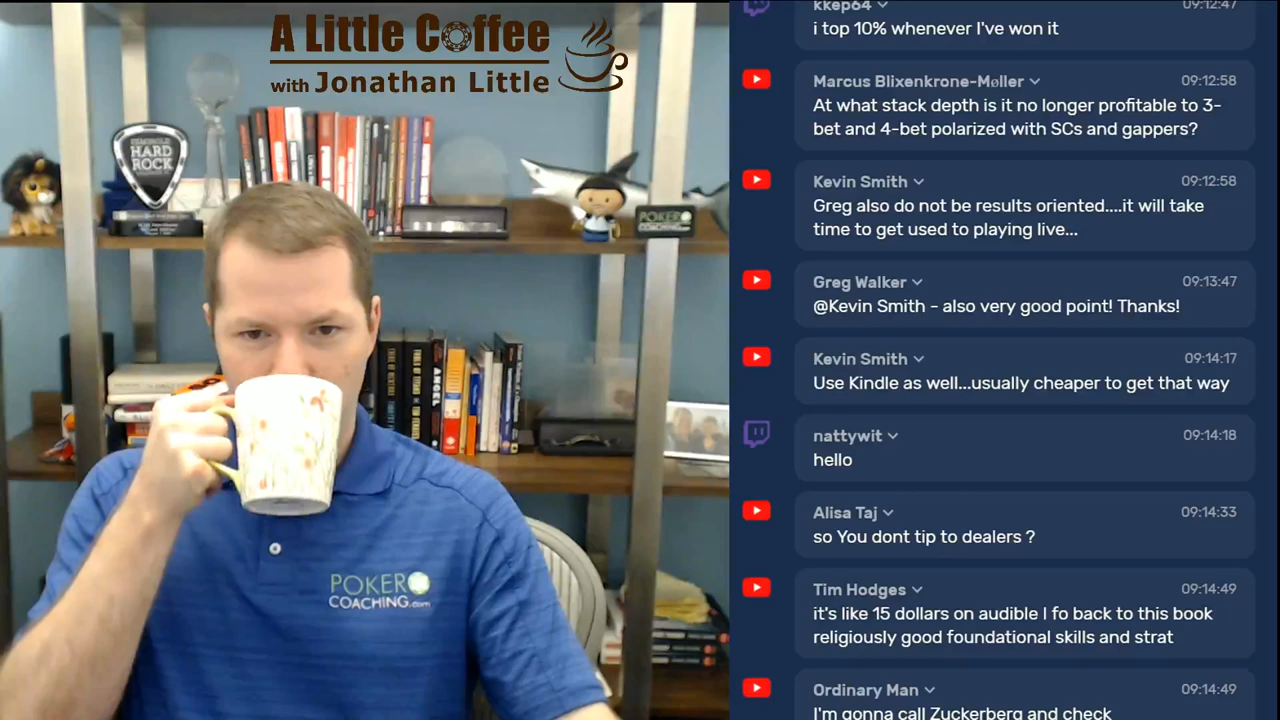 A Little Coffee
with Jonathan Little
HARD
ROCK
POKER
COACHING
ANGEL
POKER
COACHING.com
kkep64
09:12:47
i top 10% whenever I've won it
Marcus Blixenkrone-Møller
09:12:58
At what stack depth is it no longer profitable to 3-
bet and 4-bet polarized with SCs and gappers?
Kevin Smith
09:12:58
Greg also do not be results oriented....it will take
time to get used to playing live...
Greg Walker
09:13:47
@Kevin Smith - also very good point! Thanks!
Kevin Smith
09:14:17
Use Kindle as well...usually cheaper to get that way
nattywit
09:14:18
hello
Alisa Taj
09:14:33
so You dont tip to dealers ?
Tim Hodges
09:14:49
it's like 15 dollars on audible I fo back to this book
religiously good foundational skills and strat
Ordinary Man
09:14:49
I'm gonna call Zuckerberg and check